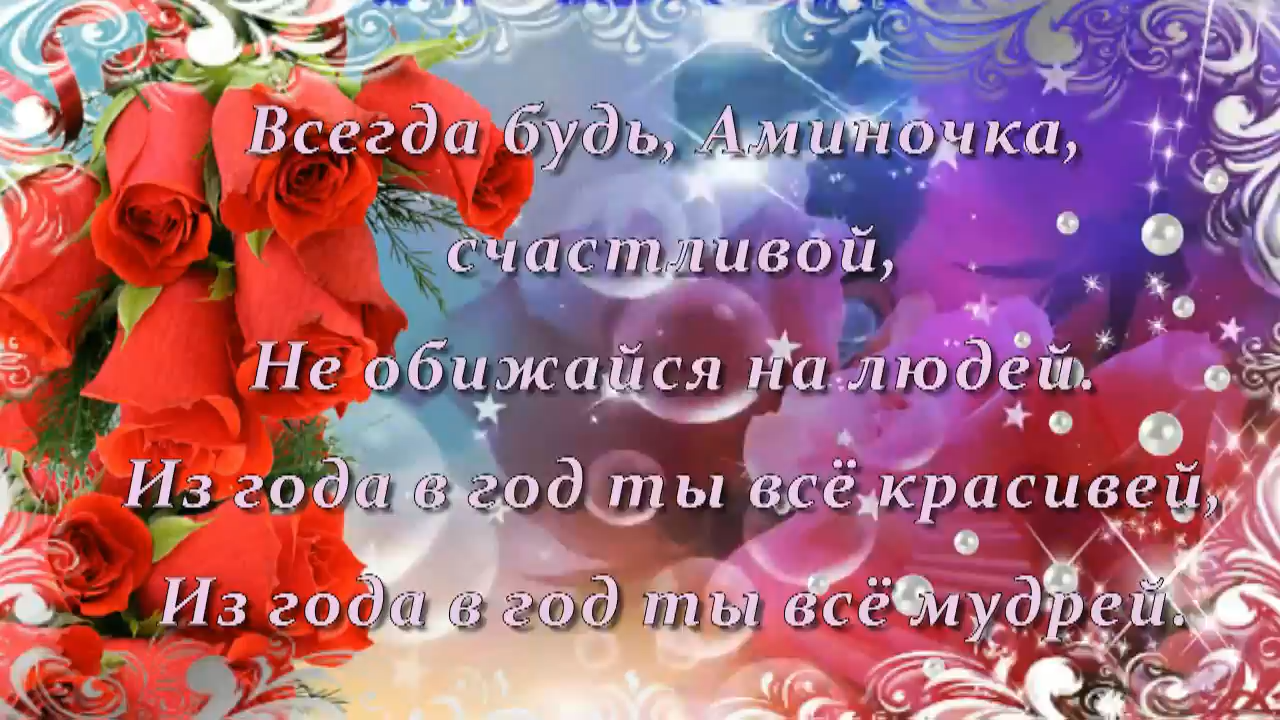 Всегда будь, Аминочка,
счастливой,
Не обижайся на людей.
Из года в год ты всё красивей,
Из года в год ты всё мудрей.